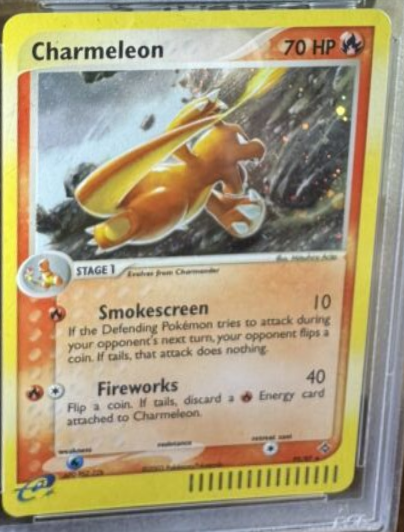 Charmeleon 70 HP
STAGE 1 Evolves from Charmander
Smokescreen 10
If the Defending Pokémon tries to attack during
your opponent's next turn, your opponent flips a
coin. If tails, that attack does nothing.
Fireworks 40
Flip a coin. If tails, discard a Energy card
attached to Charmeleon.
weakness resistance retreat cost